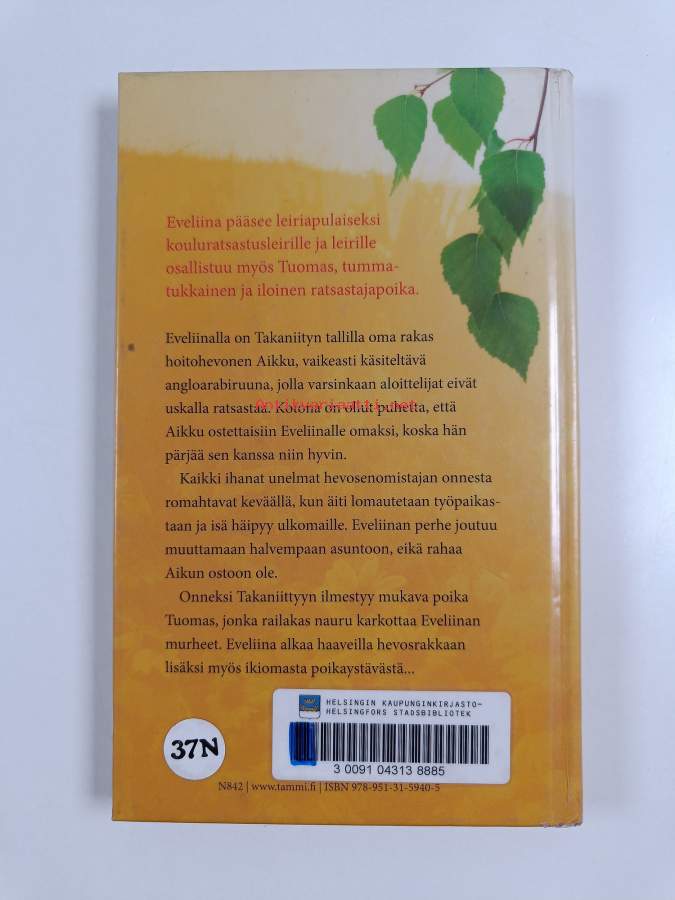 Eveliina pääsee leiriapulaiseksi
kouluratsastusleirille ja leirille
osallistuu myös Tuomas, tumma-
tukkainen ja iloinen ratsastajapoika.
Eveliinalla on Takaniityn tallilla oma rakas
hoitohevonen Aikku, vaikeasti käsiteltävä
angloarabiruuna, jolla varsinkaan aloittelijat eivät
uskalla ratsastaa. Kotona on ollut puhetta, että
Antikvariaatti.net
Aikku ostettaisiin Eveliinalle omaksi, koska hän
pärjää sen kanssa niin hyvin.
Kaikki ihanat unelmat hevosenomistajan onnesta
romahtavat keväällä, kun äiti lomautetaan työpaikas-
taan ja isä häipyy ulkomaille. Eveliinan perhe joutuu
muuttamaan halvempaan asuntoon, eikä rahaa
Aikun ostoon ole.
Onneksi Takaniittyyn ilmestyy mukava poika
Tuomas, jonka railakas nauru karkottaa Eveliinan
murheet. Eveliina alkaa haaveilla hevosrakkaan
lisäksi myös ikiomasta poikaystävästä...
HELSINGIN KAUPUNGINKIRJASTO-
HELSINGFORS STADSBIBLIOTEK
3 0091 04313 8885
37N
N842 | www.tammi.fi | ISBN 978-951-31-5940-5